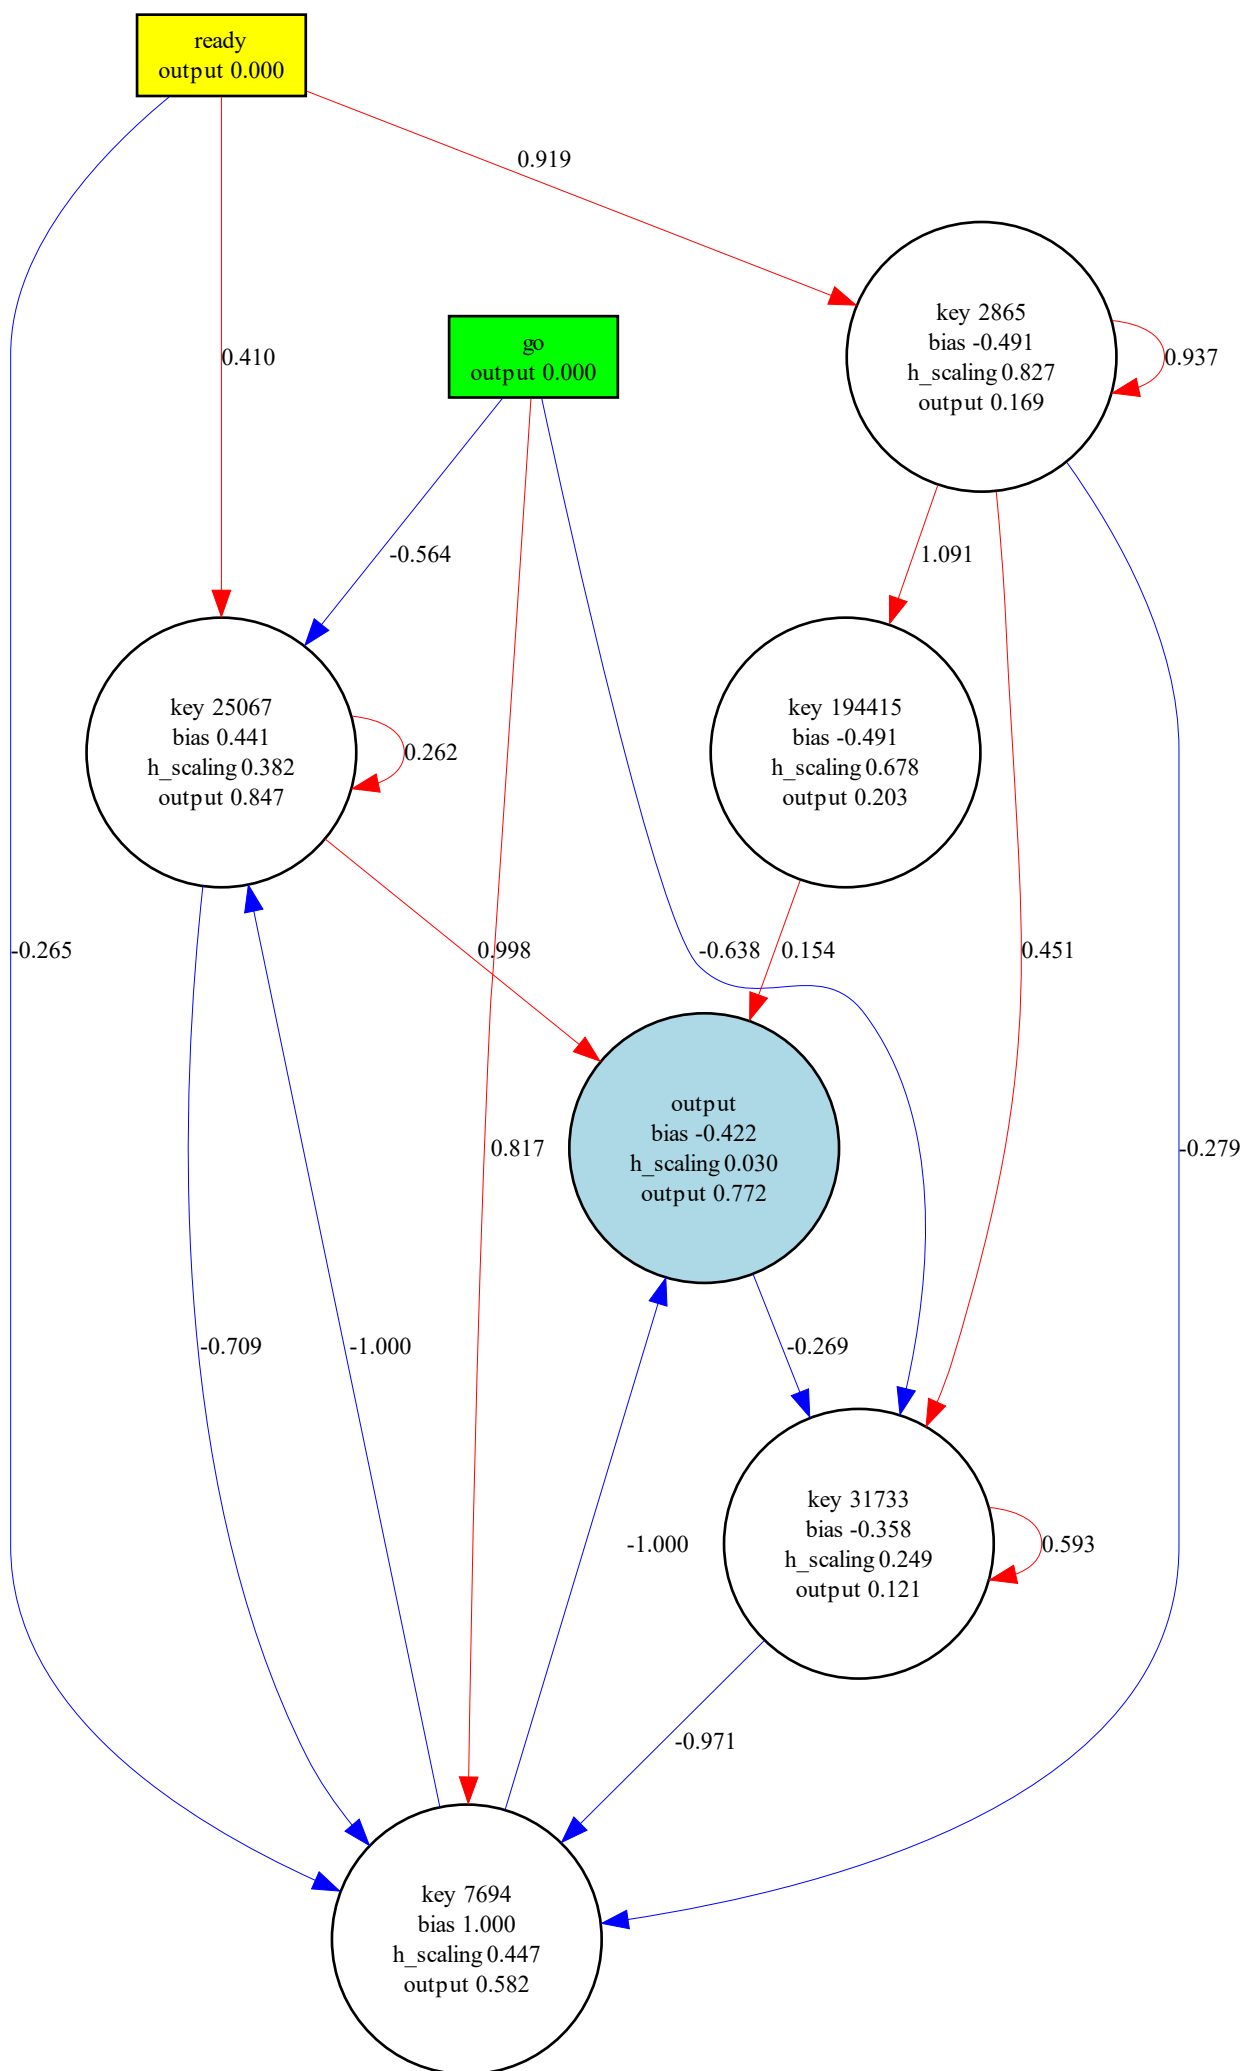 ready
output 0.000
0.919
key 2865
bias -0.491
h_scaling 0.827
output 0.169
0.937
go
output 0.000
0.410
-0.564
1.091
key 25067
bias 0.441
h_scaling 0.382
output 0.847
0.262
key 194415
bias -0.491
h_scaling 0.678
output 0.203
-0.265
0.998
-0.638
0.154
0.451
output
bias -0.422
h_scaling 0.030
output 0.772
0.817
-0.279
-0.709
-1.000
-0.269
key 31733
bias -0.358
h_scaling 0.249
output 0.121
-1.000
0.593
-0.971
key 7694
bias 1.000
h_scaling 0.447
output 0.582